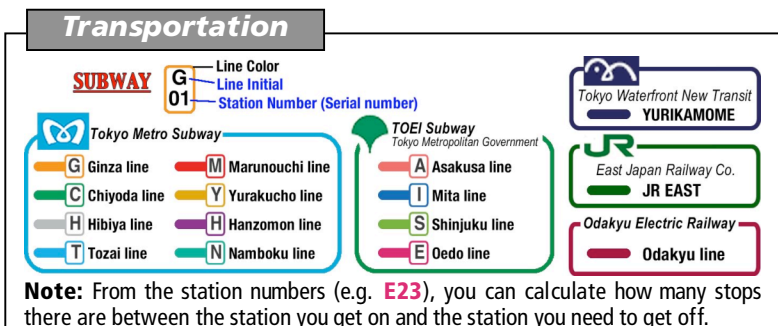 Transportation
SUBWAY
G
01
Line Color
Line Initial
Station Number (Serial number)
Tokyo Metro Subway
G Ginza line
M Marunouchi line
C Chiyoda line
Y Yurakucho line
H Hibiya line
H Hanzomon line
T Tozai line
N Namboku line
TOEI Subway
Tokyo Metropolitan Government
A Asakusa line
I Mita line
S Shinjuku line
E Oedo line
Tokyo Waterfront New Transit
YURIKAMOME
JR
East Japan Railway Co.
JR EAST
Odakyu Electric Railway
Odakyu line
Note: From the station numbers (e.g. E23), you can calculate how many stops
there are between the station you get on and the station you need to get off.